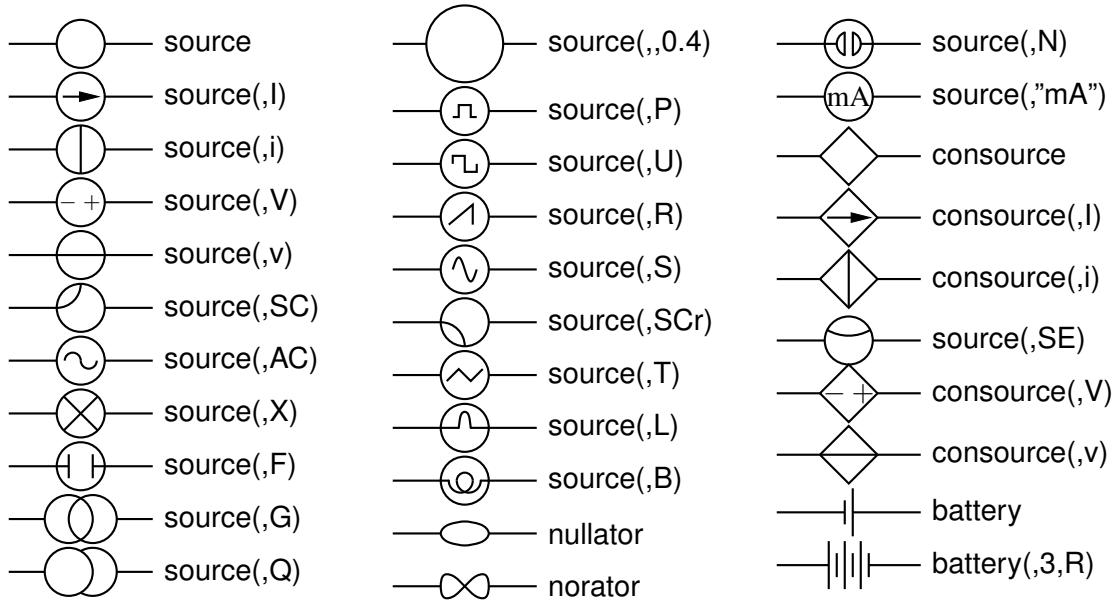 source
source(,I)
source(,i)
− + source(,V)
source(,v)
source(,SC)
source(,AC)
source(,X)
source(,F)
source(,G)
source(,Q)
source(,,0.4)
source(,P)
source(,U)
source(,R)
source(,S)
source(,SCr)
source(,T)
source(,L)
source(,B)
nullator
norator
source(,N)
mA source(,”mA”)
consource
consource(,I)
consource(,i)
source(,SE)
− + consource(,V)
consource(,v)
battery
battery(,3,R)